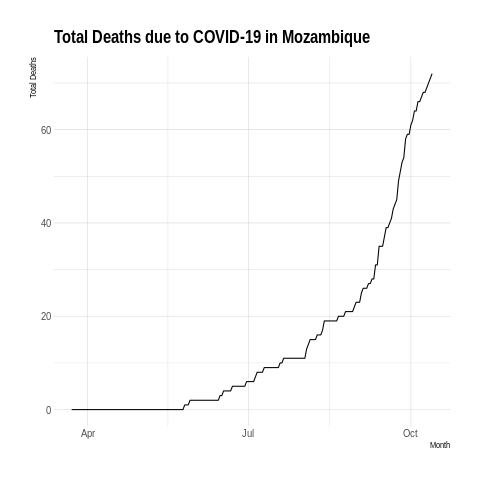 Total Deaths due to COVID-19 in Mozambique
Total Deaths
60
40
20
0
Apr
Jul
Oct
Month